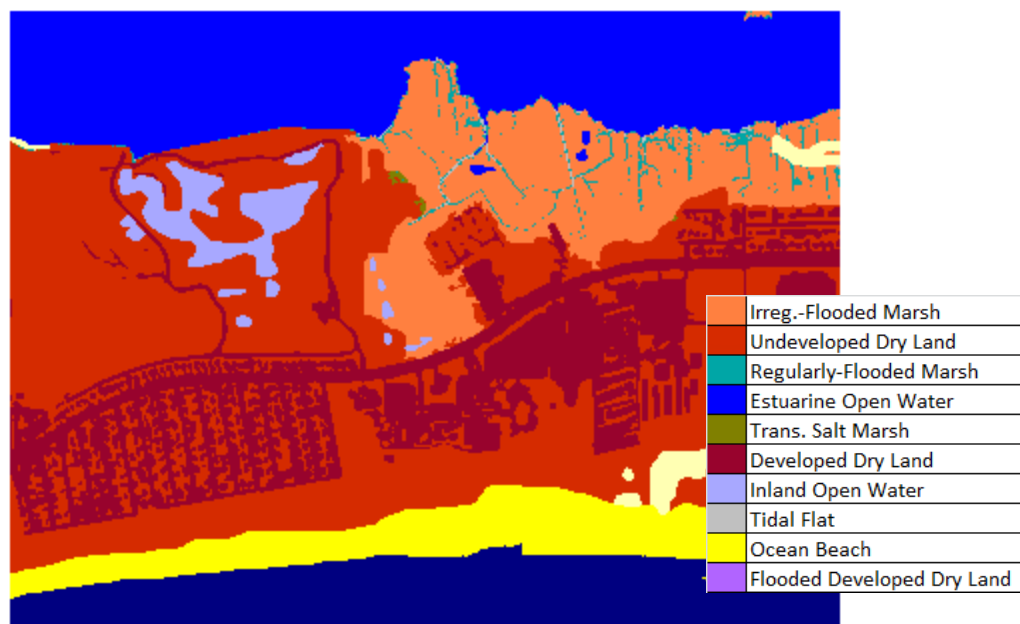 Irreg.-Flooded Marsh
Undeveloped Dry Land
Regularly-Flooded Marsh
Estuarine Open Water
Trans. Salt Marsh
Developed Dry Land
Inland Open Water
Tidal Flat
Ocean Beach
Flooded Developed Dry Land